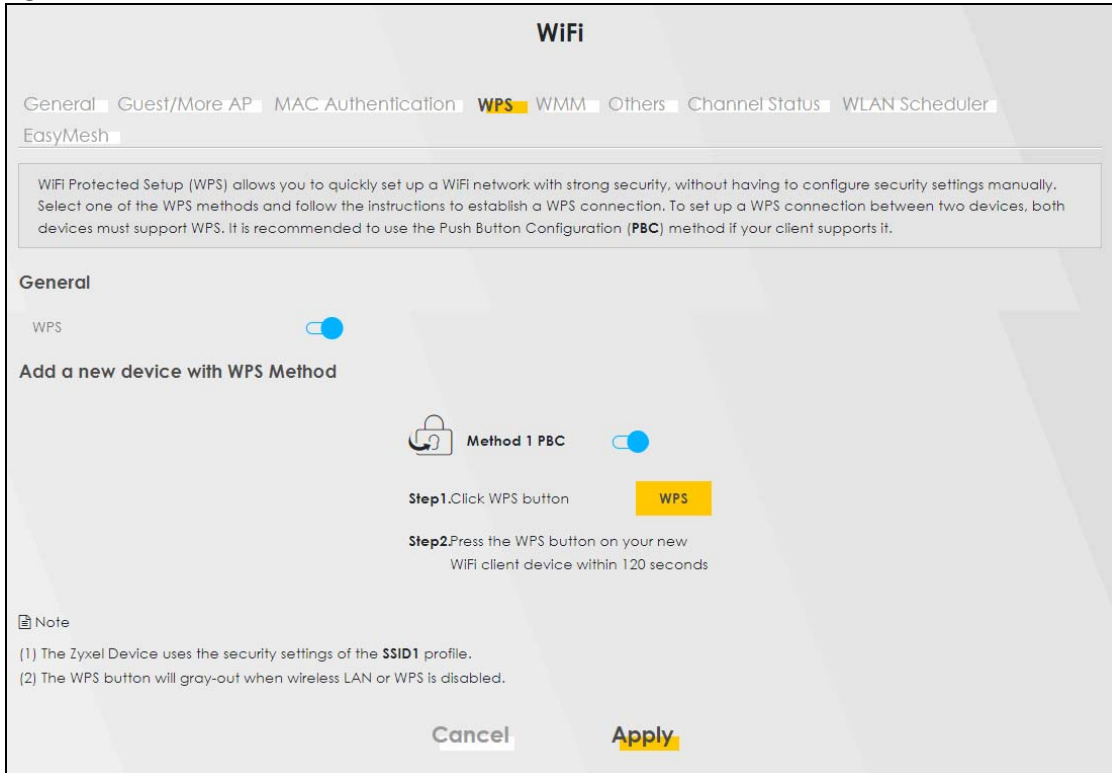 WiFi
General Guest/More AP MAC Authentication WPS WMM Others Channel Status WLAN Scheduler
EasyMesh
WiFi Protected Setup (WPS) allows you to quickly set up a WiFi network with strong security, without having to configure security settings manually.
Select one of the WPS methods and follow the instructions to establish a WPS connection. To set up a WPS connection between two devices, both
devices must support WPS. It is recommended to use the Push Button Configuration (PBC) method if your client supports it.
General
WPS
Add a new device with WPS Method
Method 1 PBC
Step1.Click WPS button WPS
Step2.Press the WPS button on your new
WiFi client device within 120 seconds
Note
(1) The Zyxel Device uses the security settings of the SSID1 profile.
(2) The WPS button will gray-out when wireless LAN or WPS is disabled.
Cancel Apply